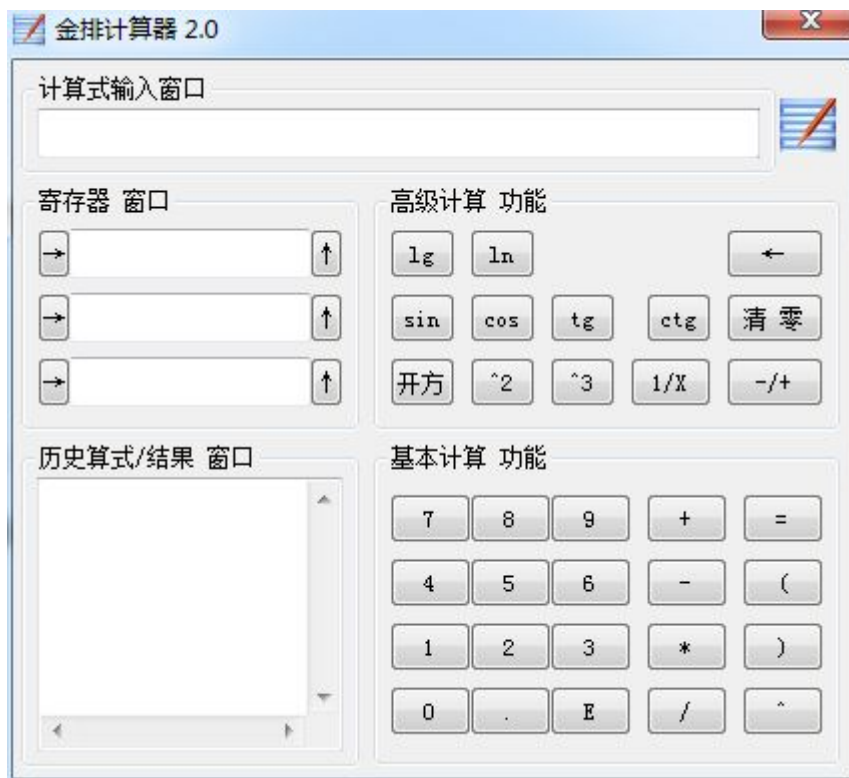 金排计算器 2.0
X
计算式输入窗口
寄存器 窗口
→ ↑
→ ↑
→ ↑
高级计算 功能
lg ln ←
sin cos tg ctg 清 零
开方 ^2 ^3 1/X -/+
历史算式/结果 窗口
基本计算 功能
7 8 9 + =
4 5 6 - (
1 2 3 * )
0 . E / ^